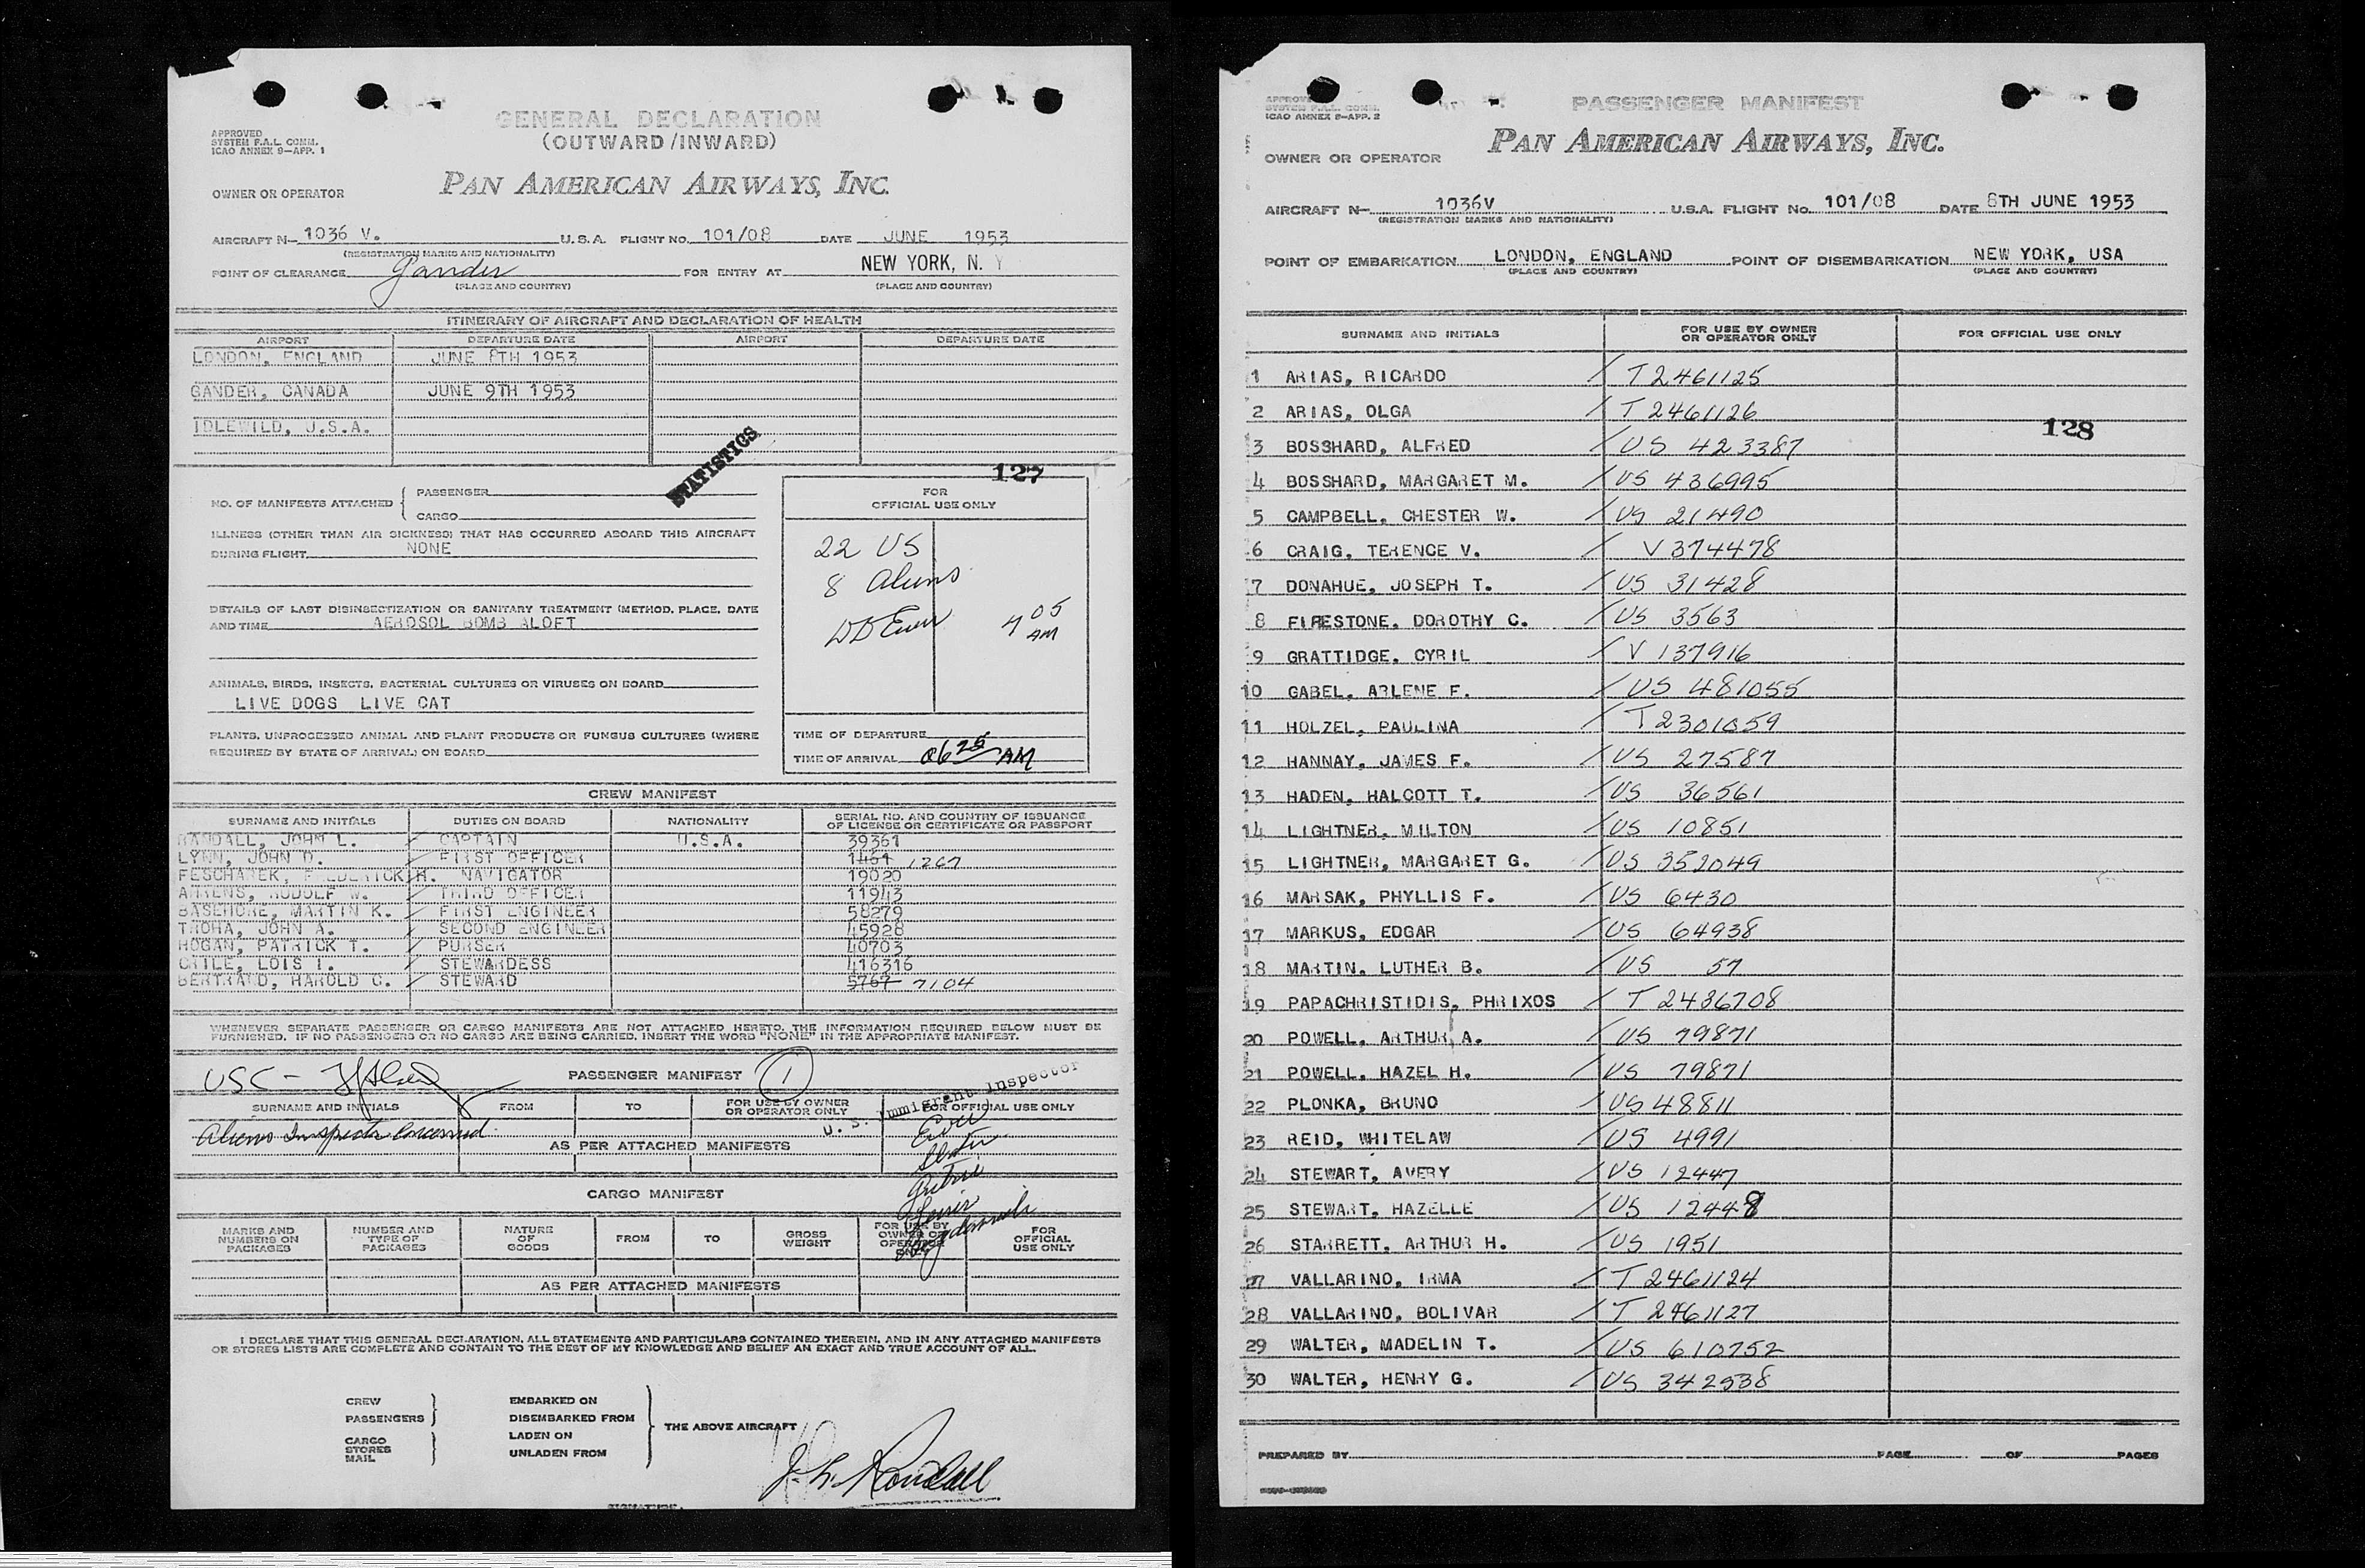 GENERAL DECLARATION
(OUTWARD/INWARD)
APPROVED
SYSTEM F.A.L. COMM.
ICAO ANNEX 9—APP. 1
OWNER OR OPERATOR PAN AMERICAN AIRWAYS, INC.
AIRCRAFT N— 1036 V. U.S.A. FLIGHT NO. 101/08 DATE JUNE 1953
(REGISTRATION MARKS AND NATIONALITY)
POINT OF CLEARANCE Gander FOR ENTRY AT NEW YORK, N. Y
(PLACE AND COUNTRY) (PLACE AND COUNTRY)
ITINERARY OF AIRCRAFT AND DECLARATION OF HEALTH
AIRPORT DEPARTURE DATE AIRPORT DEPARTURE DATE
LONDON, ENGLAND JUNE 8TH 1953
GANDER, CANADA JUNE 9TH 1953
IDLEWILD, U.S.A.
STATISTICS
127
NO. OF MANIFESTS ATTACHED { PASSENGER
CARGO
FOR
OFFICIAL USE ONLY
ILLNESS (OTHER THAN AIR SICKNESS) THAT HAS OCCURRED ABOARD THIS AIRCRAFT
DURING FLIGHT NONE
22 US
8 Aliens
4 05 AM
DETAILS OF LAST DISINSECTIZATION OR SANITARY TREATMENT (METHOD, PLACE, DATE
AND TIME AEROSOL BOMB ALOFT
ANIMALS, BIRDS, INSECTS, BACTERIAL CULTURES OR VIRUSES ON BOARD
LIVE DOGS LIVE CAT
PLANTS, UNPROCESSED ANIMAL AND PLANT PRODUCTS OR FUNGUS CULTURES (WHERE
REQUIRED BY STATE OF ARRIVAL) ON BOARD
TIME OF DEPARTURE
TIME OF ARRIVAL 06 25 AM
CREW MANIFEST
SURNAME AND INITIALS DUTIES ON BOARD NATIONALITY SERIAL NO. AND COUNTRY OF ISSUANCE
OF LICENSE OR CERTIFICATE OR PASSPORT
RANDALL, JOHN L. CAPTAIN U.S.A. 39361
LYNN, JOHN O. FIRST OFFICER 1461 1267
FESCHAREK, FREDERICK H. NAVIGATOR 19020
AHRENS, RUDOLF W. THIRD OFFICER 11943
BASEHORE, MARTIN K. FIRST ENGINEER 58279
TROHA, JOHN A. SECOND ENGINEER 45928
HOGAN, PATRICK T. PURSER 40703
LOIS I. STEWARDESS 416316
BERTRAND, HAROLD C. STEWARD 5767 7104
WHENEVER SEPARATE PASSENGER OR CARGO MANIFESTS ARE NOT ATTACHED HERETO, THE INFORMATION REQUIRED BELOW MUST BE
FURNISHED. IF NO PASSENGERS OR NO CARGO ARE BEING CARRIED, INSERT THE WORD "NONE" IN THE APPROPRIATE MANIFEST.
USC —
PASSENGER MANIFEST 1
U. S. Immigrant Inspector
SURNAME AND INITIALS FROM TO FOR USE BY OWNER
OR OPERATOR ONLY FOR OFFICIAL USE ONLY
Aliens Inspector Concerned
AS PER ATTACHED MANIFESTS
CARGO MANIFEST
MARKS AND
NUMBERS ON
PACKAGES
NUMBER AND
TYPE OF
PACKAGES
NATURE
OF
GOODS
FROM
TO
GROSS
WEIGHT
FOR USE BY
OWNER OR
OPERATOR
ONLY
FOR
OFFICIAL
USE ONLY
AS PER ATTACHED MANIFESTS
I DECLARE THAT THIS GENERAL DECLARATION, ALL STATEMENTS AND PARTICULARS CONTAINED THEREIN, AND IN ANY ATTACHED MANIFESTS
OR STORES LISTS ARE COMPLETE AND CONTAIN TO THE BEST OF MY KNOWLEDGE AND BELIEF AN EXACT AND TRUE ACCOUNT OF ALL.
CREW
PASSENGERS
CARGO
STORES
MAIL
EMBARKED ON
DISEMBARKED FROM
LADEN ON
UNLADEN FROM
THE ABOVE AIRCRAFT
J. L. Randall
SIGNATURE
APPROVED
SYSTEM F.A.L. COMM.
ICAO ANNEX 9—APP. 2
PASSENGER MANIFEST
OWNER OR OPERATOR PAN AMERICAN AIRWAYS, INC.
AIRCRAFT N— 1036V U.S.A. FLIGHT No. 101/08 DATE 8TH JUNE 1953
(REGISTRATION MARKS AND NATIONALITY)
POINT OF EMBARKATION LONDON, ENGLAND POINT OF DISEMBARKATION NEW YORK, USA
(PLACE AND COUNTRY) (PLACE AND COUNTRY)
SURNAME AND INITIALS FOR USE BY OWNER
OR OPERATOR ONLY FOR OFFICIAL USE ONLY
1 ARIAS, RICARDO T 2461125
2 ARIAS, OLGA T 2461126
128
3 BOSSHARD, ALFRED US 423387
4 BOSSHARD, MARGARET M. US 436995
5 CAMPBELL, CHESTER W. US 21490
6 CRAIG, TERENCE V. V 374478
7 DONAHUE, JOSEPH T. US 31428
8 FIRESTONE, DOROTHY C. US 3563
9 GRATTIDGE, CYRIL V 137916
10 GABEL, ARLENE F. US 481055
11 HOLZEL, PAULINA T 2301059
12 HANNAY, JAMES F. US 27587
13 HADEN, HALCOTT T. US 36561
14 LIGHTNER, MILTON US 10851
15 LIGHTNER, MARGARET G. US 352049
16 MARSAK, PHYLLIS F. US 6430
17 MARKUS, EDGAR US 64938
18 MARTIN, LUTHER B. US 57
19 PAPACHRISTIDIS, PHRIXOS T 2436708
20 POWELL, ARTHUR A. US 79871
21 POWELL, HAZEL H. US 79871
22 PLONKA, BRUNO US 48811
23 REID, WHITELAW US 4991
24 STEWART, AVERY US 12447
25 STEWART, HAZELLE US 12448
26 STARRETT, ARTHUR H. US 1951
27 VALLARINO, IRMA T 2461124
28 VALLARINO, BOLIVAR T 2461127
29 WALTER, MADELIN T. US 610752
30 WALTER, HENRY G. US 342538
PREPARED BY PAGE OF PAGES